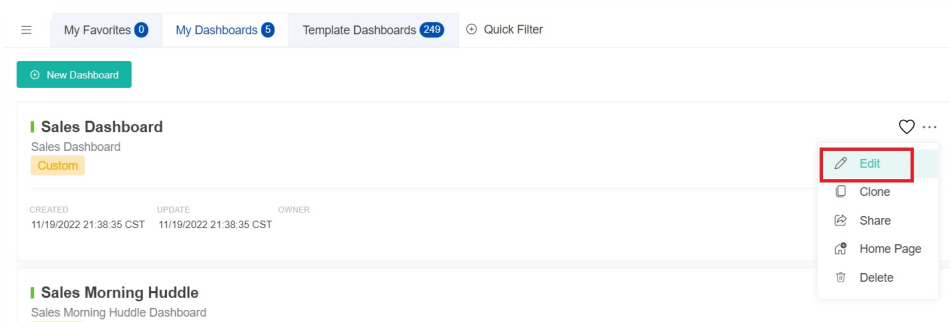 My Favorites 0 My Dashboards 5 Template Dashboards 249 Quick Filter
New Dashboard
Sales Dashboard
Sales Dashboard
Custom
Edit
Clone
Share
Home Page
Delete
CREATED UPDATE OWNER
11/19/2022 21:38:35 CST 11/19/2022 21:38:35 CST
Sales Morning Huddle
Sales Morning Huddle Dashboard